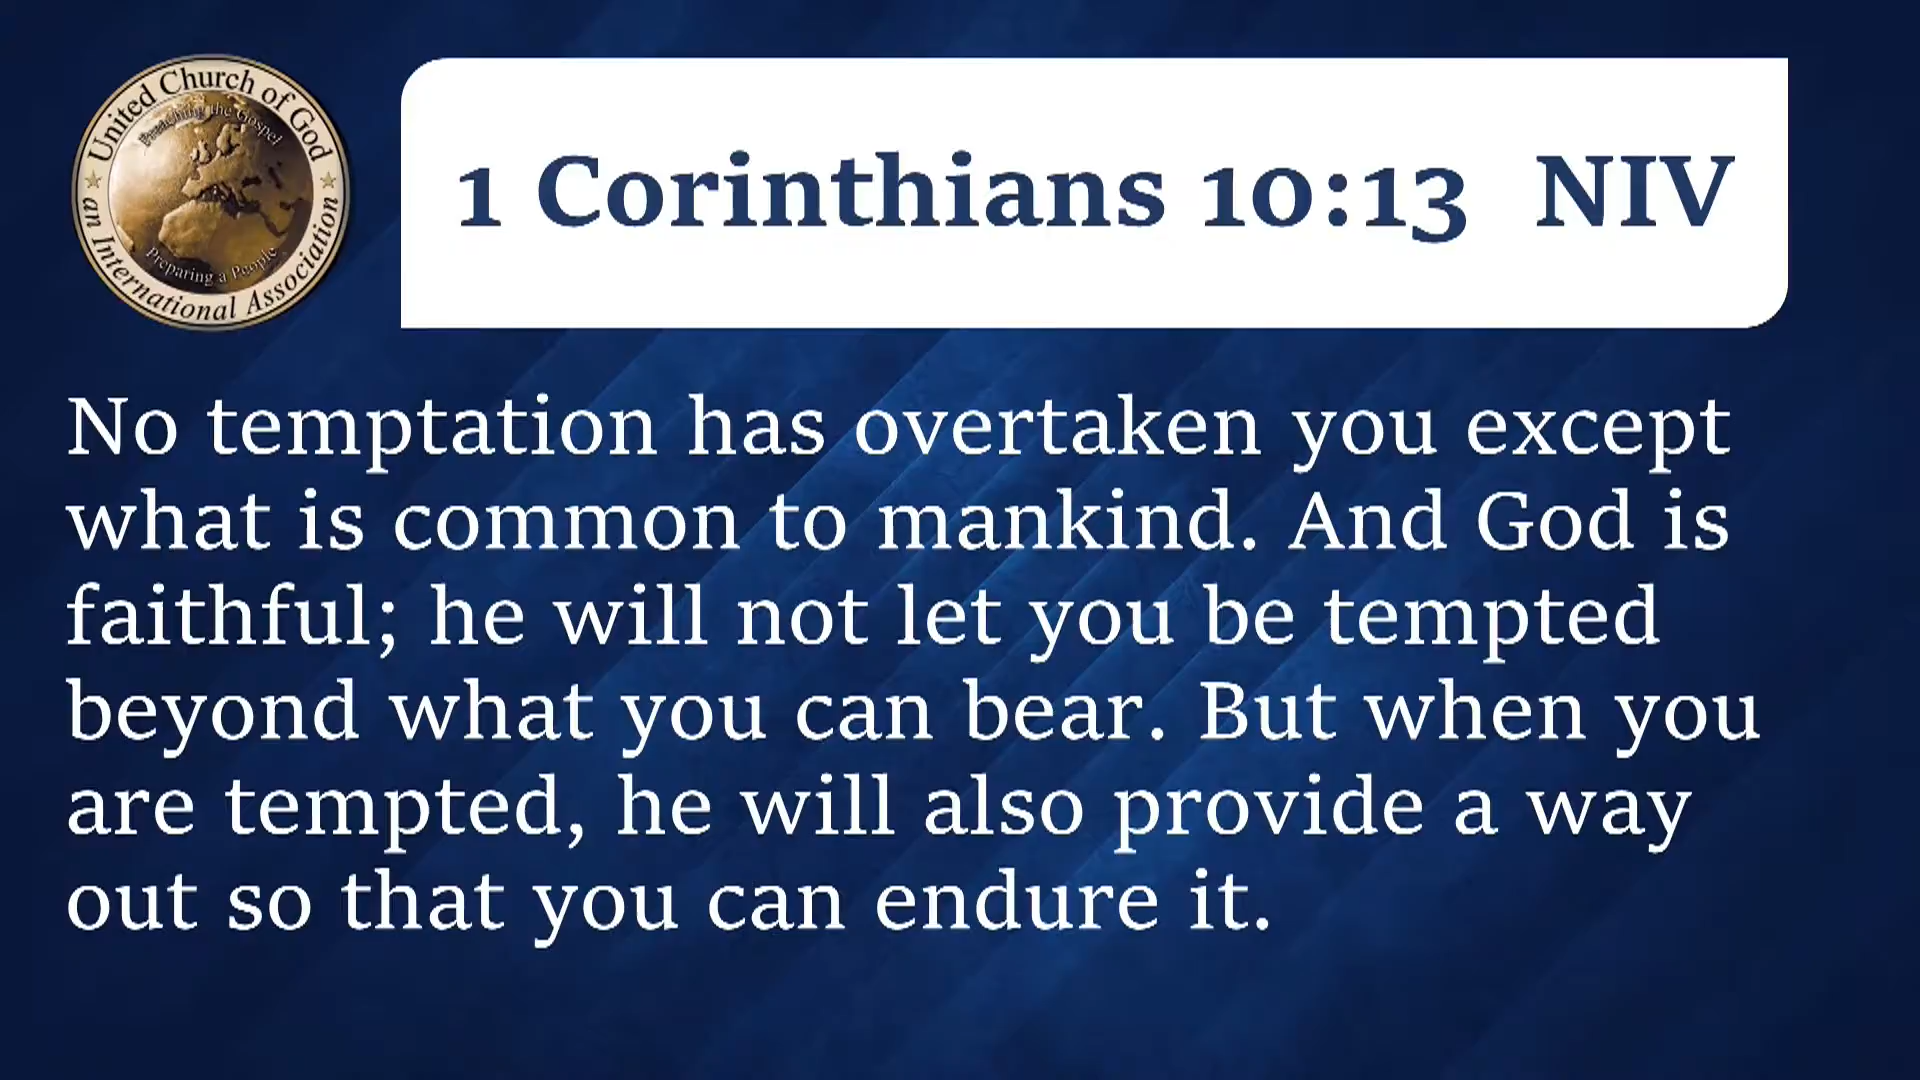 United Church of God
Preaching the Gospel
Preparing a People
an International Association
1 Corinthians 10:13 NIV
No temptation has overtaken you except
what is common to mankind. And God is
faithful; he will not let you be tempted
beyond what you can bear. But when you
are tempted, he will also provide a way
out so that you can endure it.